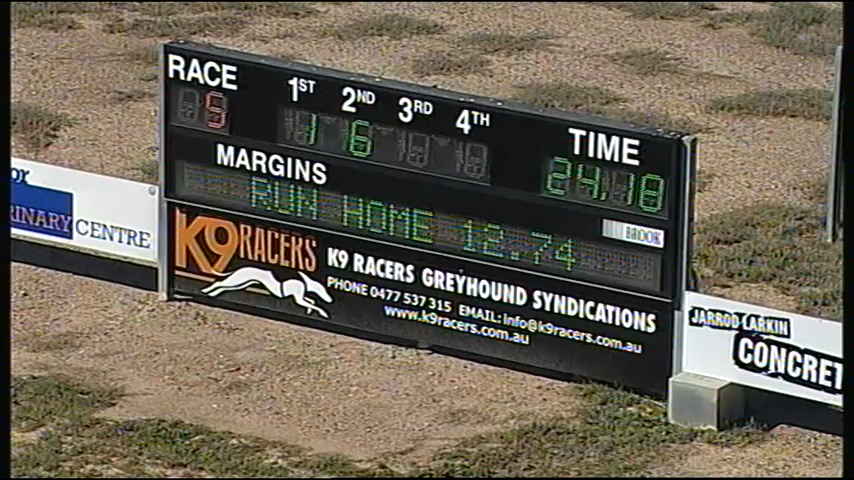 RACE 1ST 2ND 3RD 4TH TIME
1 6 24.18
MARGINS
RUN HOME 12.74
BROOK
K9 RACERS
K9 RACERS GREYHOUND SYNDICATIONS
PHONE 0477 537 315 EMAIL: info@k9racers.com.au
www.k9racers.com.au
or
RINARY CENTRE
JARROD LARKIN
CONCRET